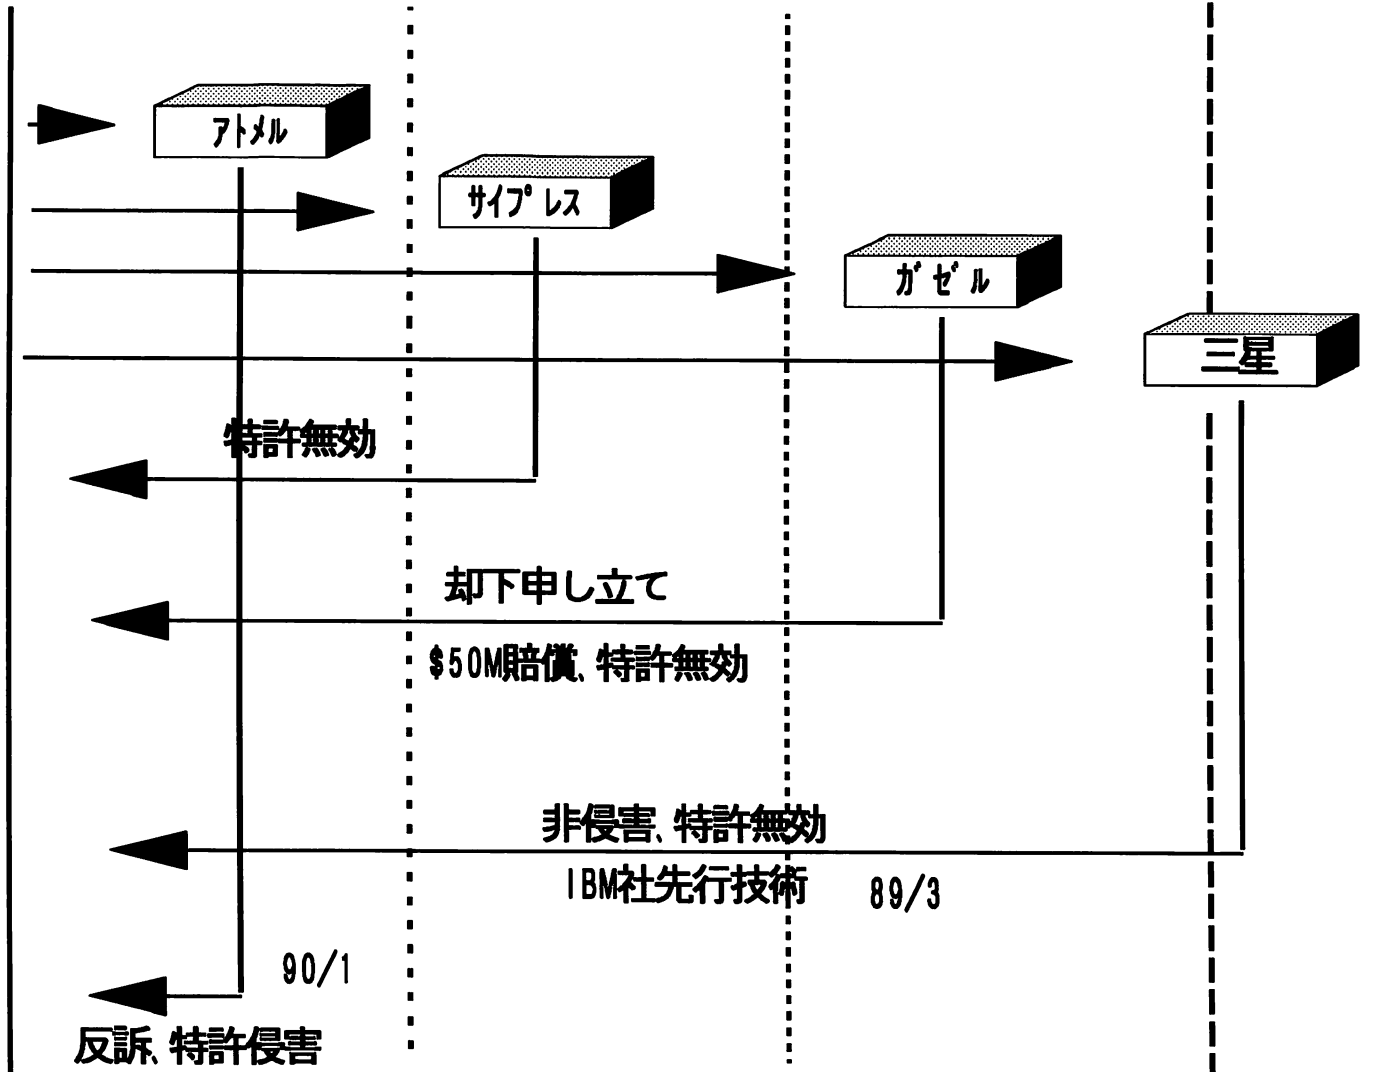 アトメル
サイプレス
ガゼル
三星
特許無効
却下申し立て
$50M賠償、特許無効
非侵害、特許無効
IBM社先行技術
89/3
90/1
反訴、特許侵害